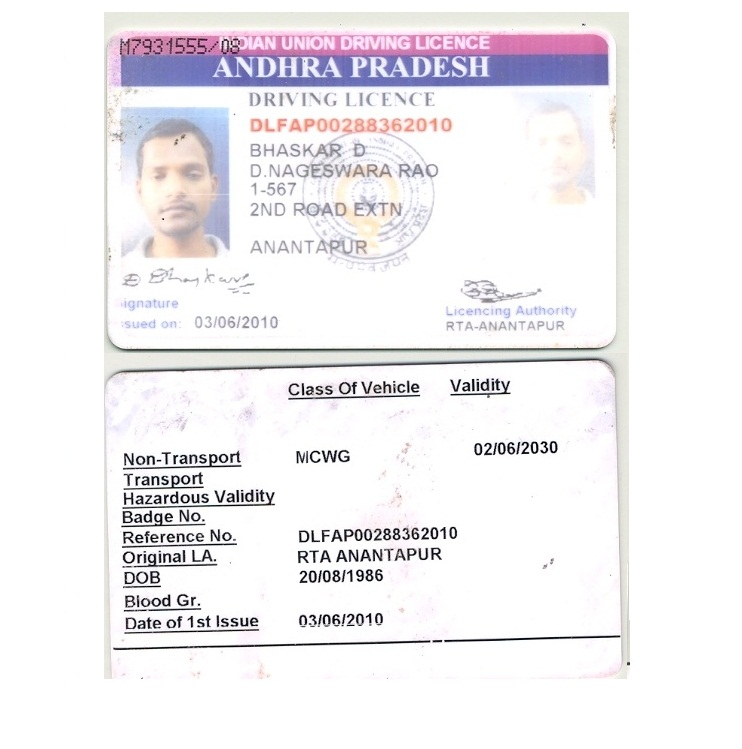 M7931555/08
INDIAN UNION DRIVING LICENCE
ANDHRA PRADESH
DRIVING LICENCE
DLFAP00288362010
BHASKAR D
D.NAGESWARA RAO
1-567
2ND ROAD EXTN
ANANTAPUR
D Bhaskar
ignature
Licencing Authority
ssued on: 03/06/2010
RTA-ANANTAPUR
Class Of Vehicle Validity
Non-Transport MCWG 02/06/2030
Transport
Hazardous Validity
Badge No.
Reference No. DLFAP00288362010
Original LA. RTA ANANTAPUR
DOB 20/08/1986
Blood Gr.
Date of 1st Issue 03/06/2010